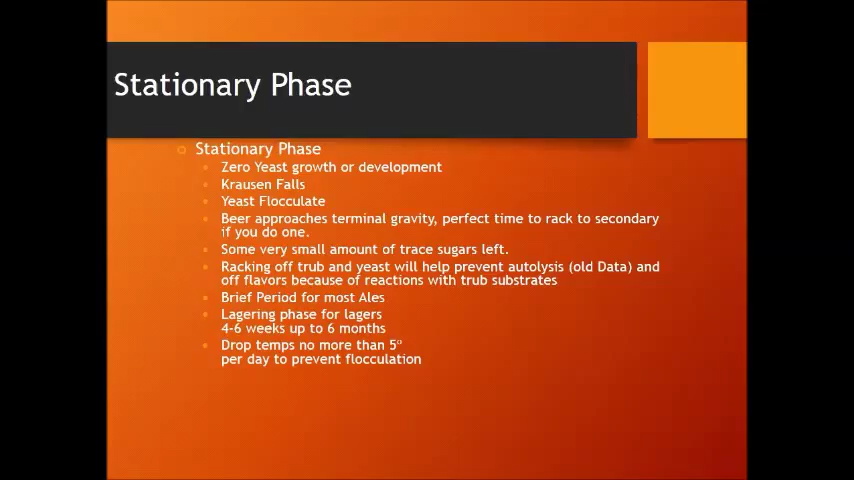 Stationary Phase
Stationary Phase
Zero Yeast growth or development
Krausen Falls
Yeast Flocculate
Beer approaches terminal gravity, perfect time to rack to secondary
if you do one.
Some very small amount of trace sugars left.
Racking off trub and yeast will help prevent autolysis (old Data) and
off flavors because of reactions with trub substrates
Brief Period for most Ales
Lagering phase for lagers
4-6 weeks up to 6 months
Drop temps no more than 5º
per day to prevent flocculation